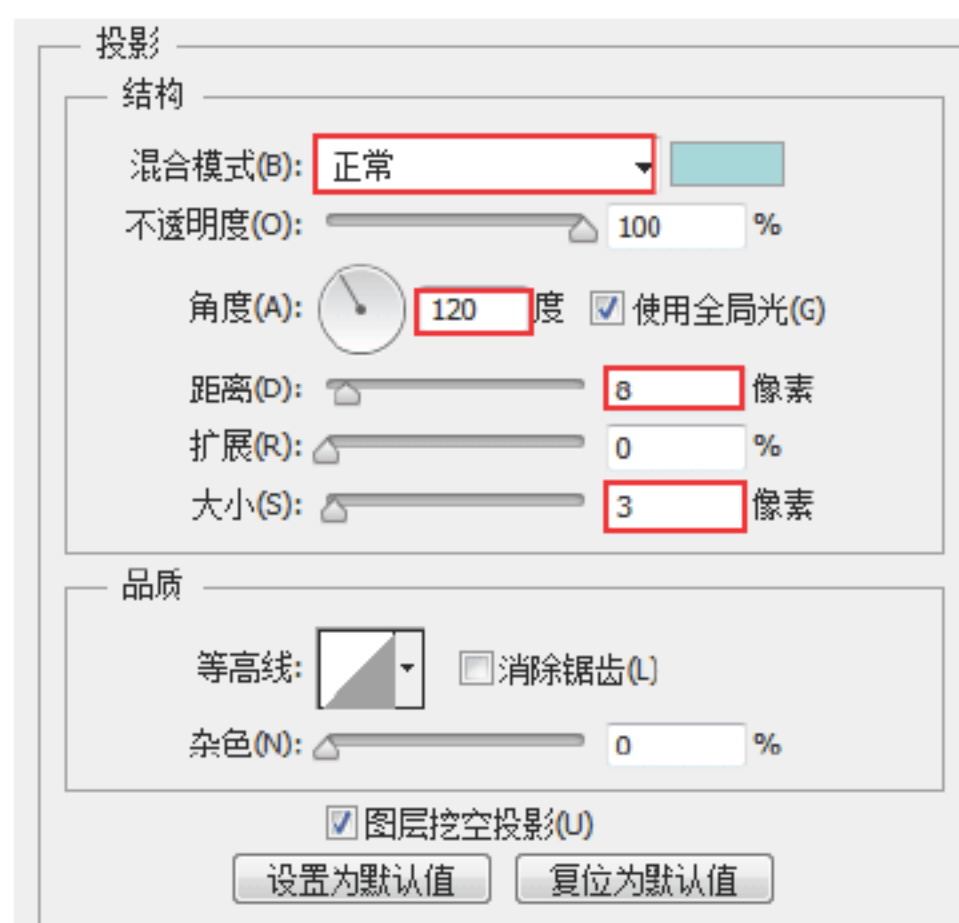 投影
结构
混合模式(B): 正常
不透明度(O): 100 %
角度(A): 120 度 使用全局光(G)
距离(D): 8 像素
扩展(R): 0 %
大小(S): 3 像素
品质
等高线: 消除锯齿(L)
杂色(N): 0 %
图层挖空投影(U)
设置为默认值 复位为默认值